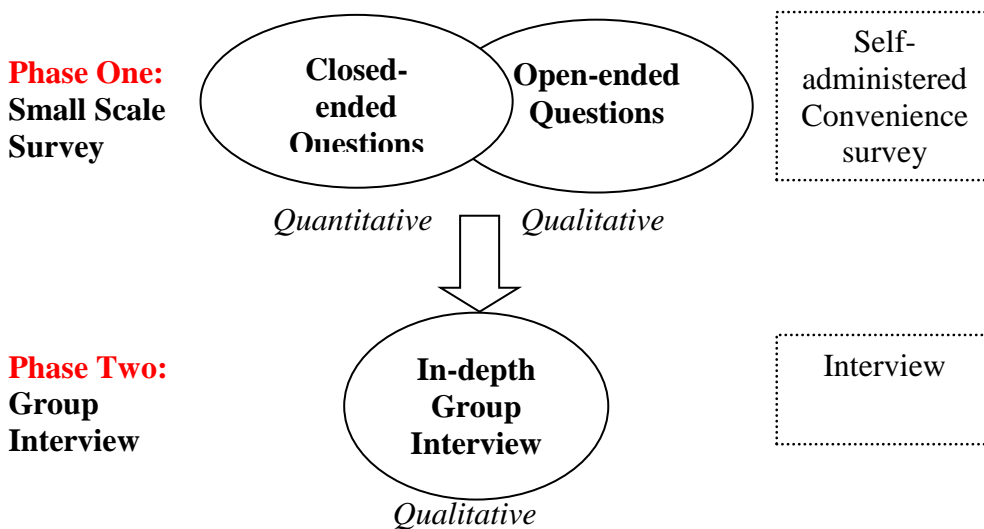 Phase One:
Small Scale
Survey
Closed-
ended
Questions
Open-ended
Questions
Self-
administered
Convenience
survey
Quantitative
Qualitative
Phase Two:
Group
Interview
In-depth
Group
Interview
Interview
Qualitative